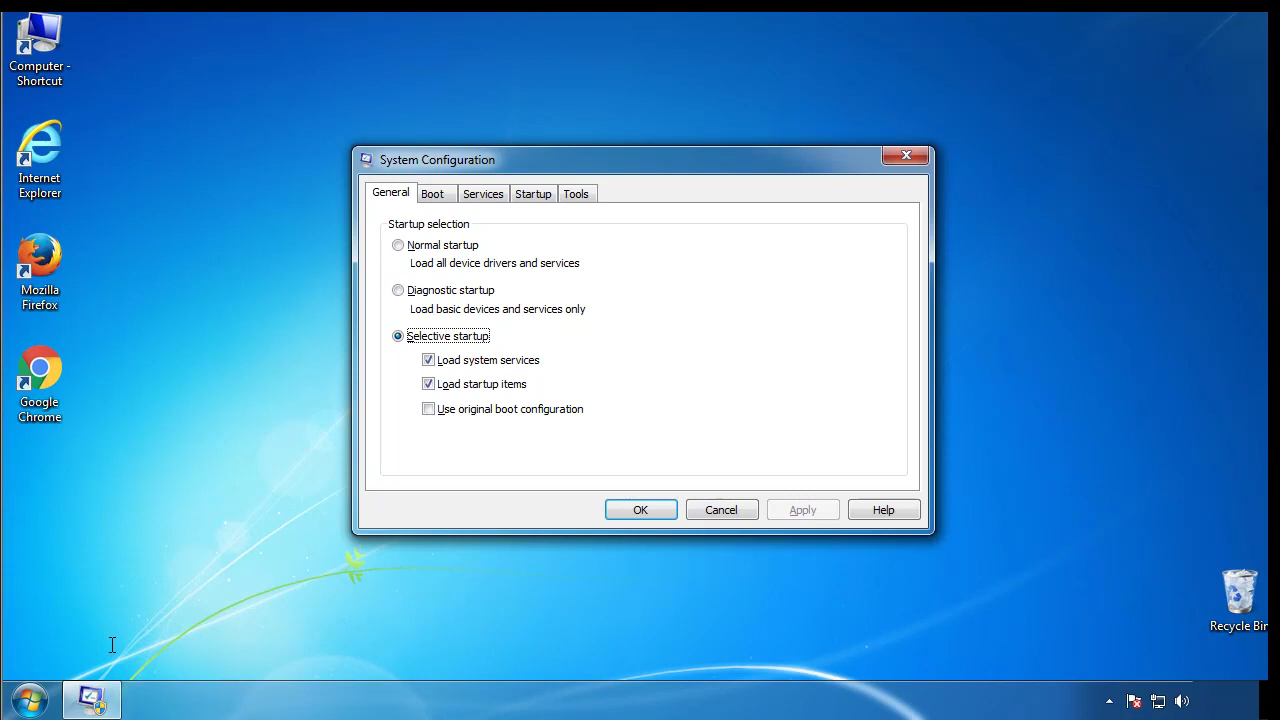 Computer -
Shortcut
Internet
Explorer
Mozilla
Firefox
Google
Chrome
System Configuration
General Boot Services Startup Tools
Startup selection
Normal startup
Load all device drivers and services
Diagnostic startup
Load basic devices and services only
Selective startup
Load system services
Load startup items
Use original boot configuration
OK Cancel Apply Help
Recycle Bin